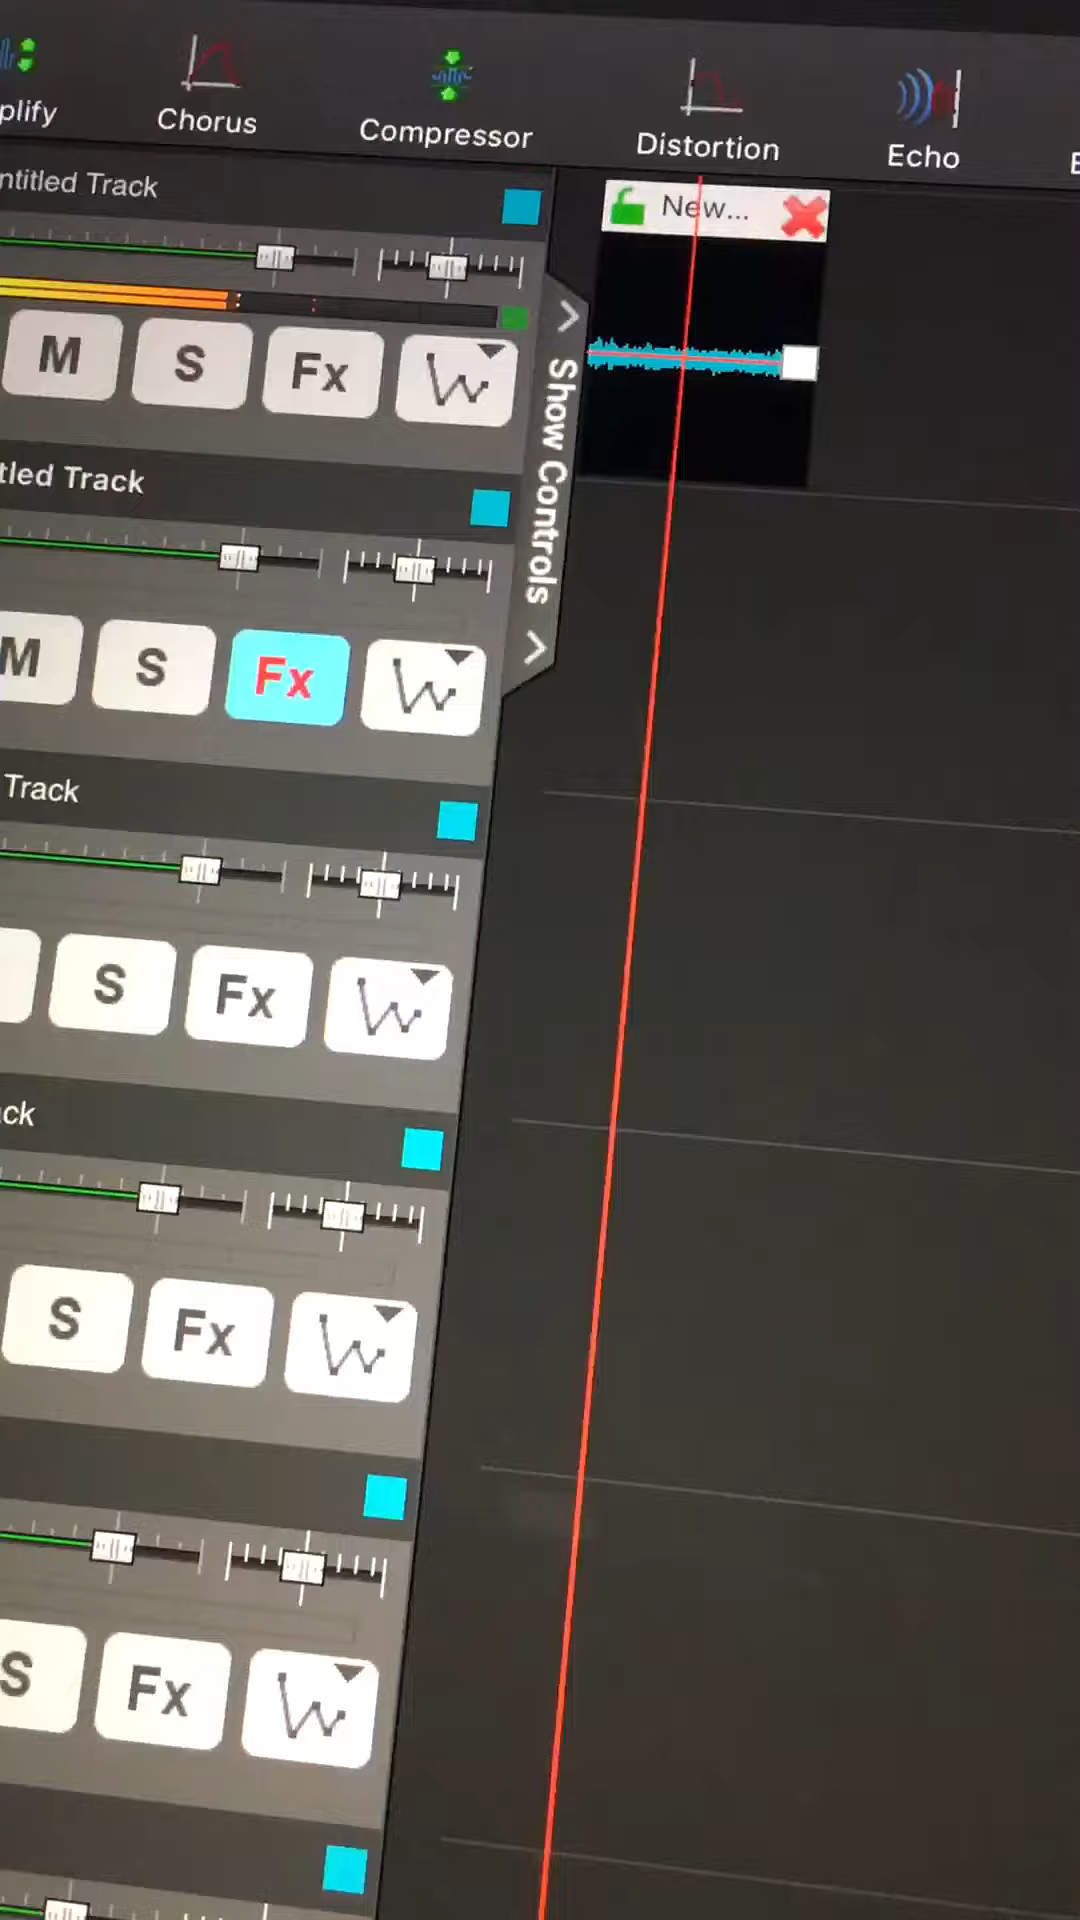 plify
Chorus
Compressor
Distortion
Echo
ntitled Track
New...
M
S
Fx
Show Controls
tled Track
M
S
Fx
Track
S
Fx
ck
S
Fx
S
Fx